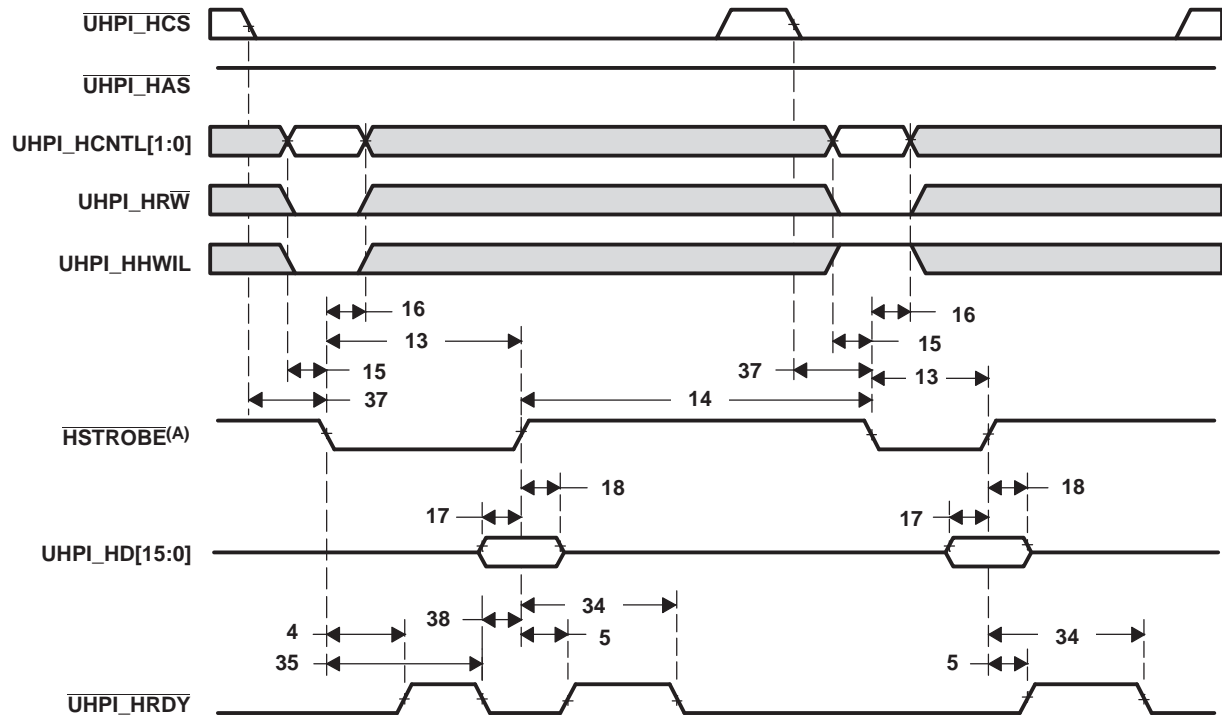 UHPI_HCS
UHPI_HAS
UHPI_HCNTL[1:0]
UHPI_HRW
UHPI_HHWIL
16
16
13
15
15
37
13
37
14
HSTROBE(A)
18
18
17
17
UHPI_HD[15:0]
34
38
4
5
34
35
5
UHPI_HRDY